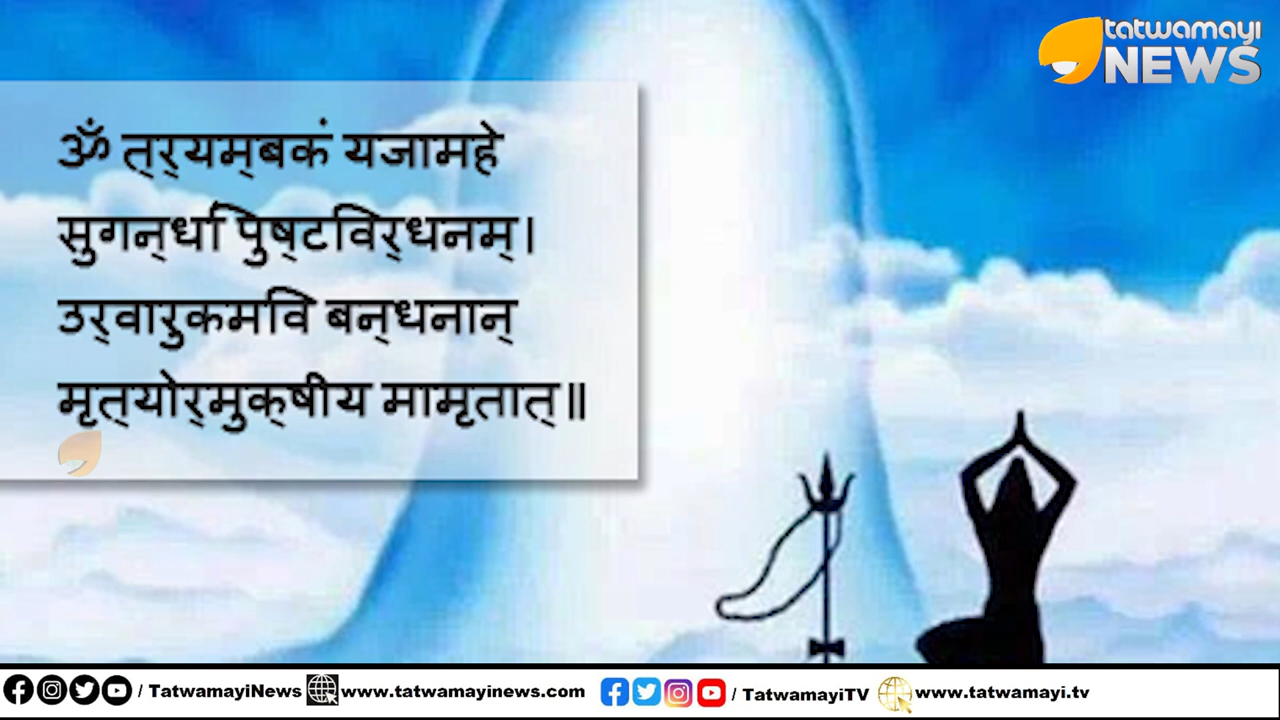 tatwamayi
NEWS
ॐ त्र्यम्बकं यजामहे
सुगन्धिं पुष्टिवर्धनम्।
उर्वारुकमिव बन्धनान्
मृत्योर्मुक्षीय मामृतात्॥
/ TatwamayiNews www.tatwamayinews.com / TatwamayiTV www.tatwamayi.tv